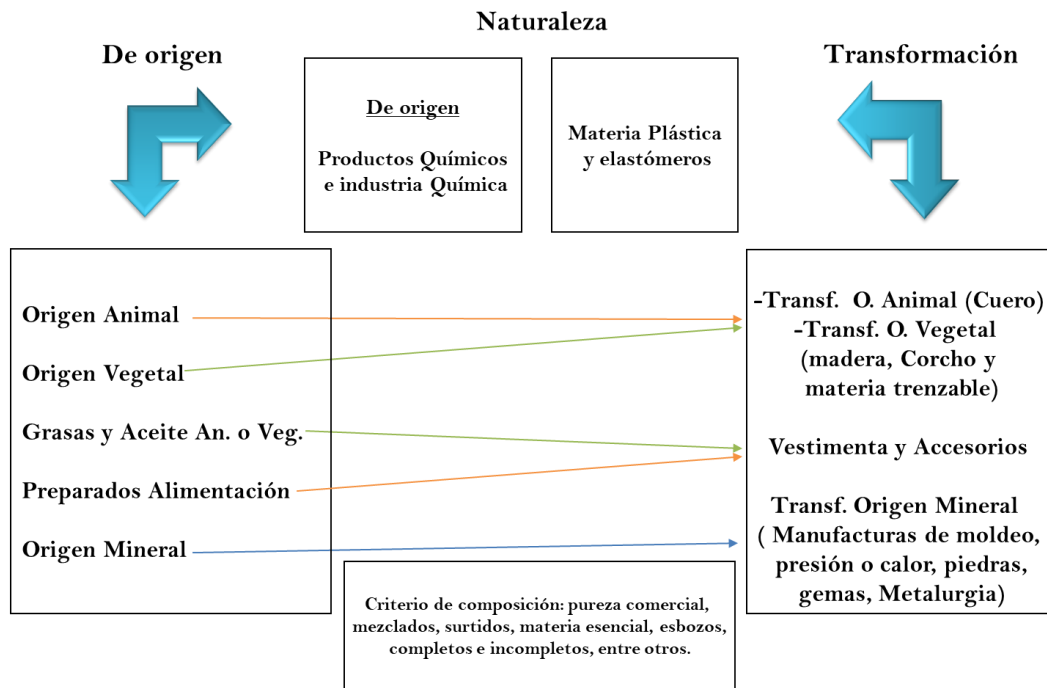 Naturaleza
De origen
Transformación
De origen
Productos Químicos
e industria Química
Materia Plástica
y elastómeros
Origen Animal
Origen Vegetal
Grasas y Aceite An. o Veg.
Preparados Alimentación
Origen Mineral
-Transf. O. Animal (Cuero)
-Transf. O. Vegetal
(madera, Corcho y
materia trenzable)
Vestimenta y Accesorios
Transf. Origen Mineral
( Manufacturas de moldeo,
presión o calor, piedras,
gemas, Metalurgia)
Criterio de composición: pureza comercial,
mezclados, surtidos, materia esencial, esbozos,
completos e incompletos, entre otros.